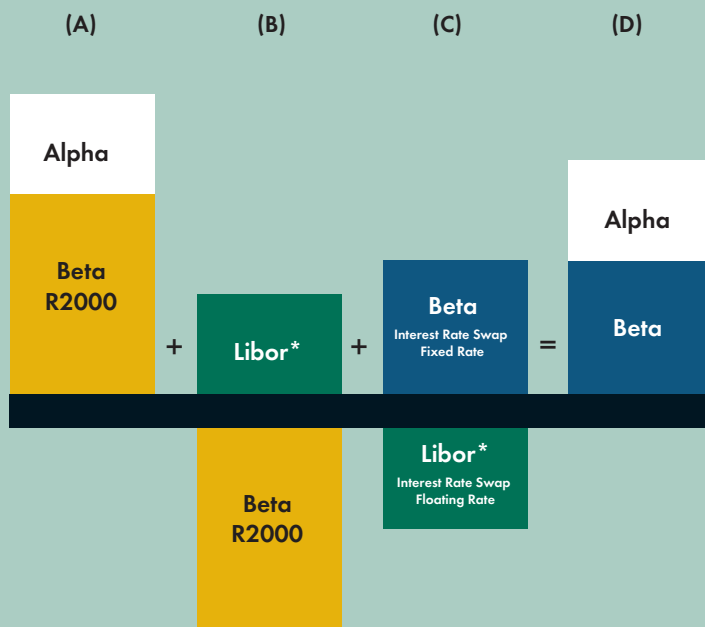 (A)
(B)
(C)
(D)
Alpha
Beta
R2000
+
Libor*
Beta
R2000
+
Beta
Interest Rate Swap
Fixed Rate
Libor*
Interest Rate Swap
Floating Rate
=
Alpha
Beta